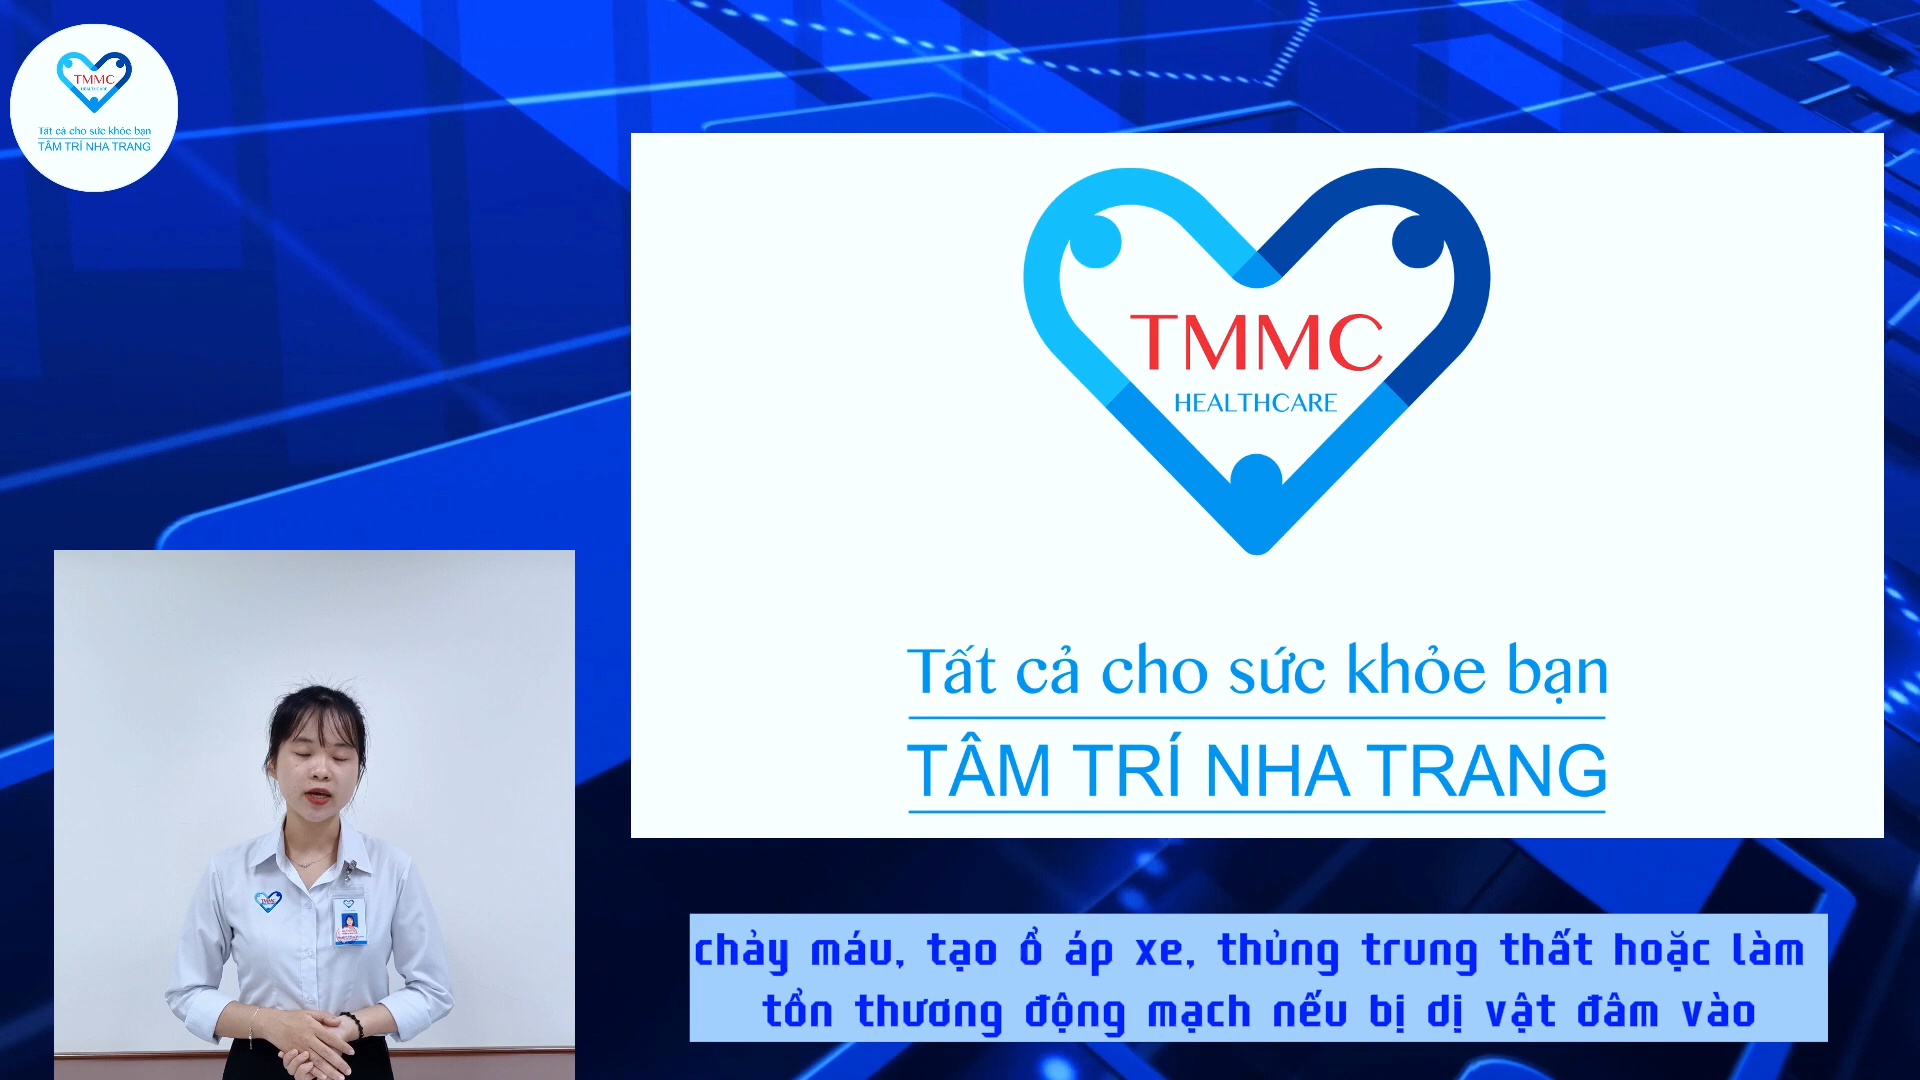 TMMC
HEALTHCARE
Tất cả cho sức khỏe bạn
TÂM TRÍ NHA TRANG
TMMC
HEALTHCARE
Tất cả cho sức khỏe bạn
TÂM TRÍ NHA TRANG
TMMC
chảy máu, tạo ổ áp xe, thủng trung thất hoặc làm
tổn thương động mạch nếu bị dị vật đâm vào